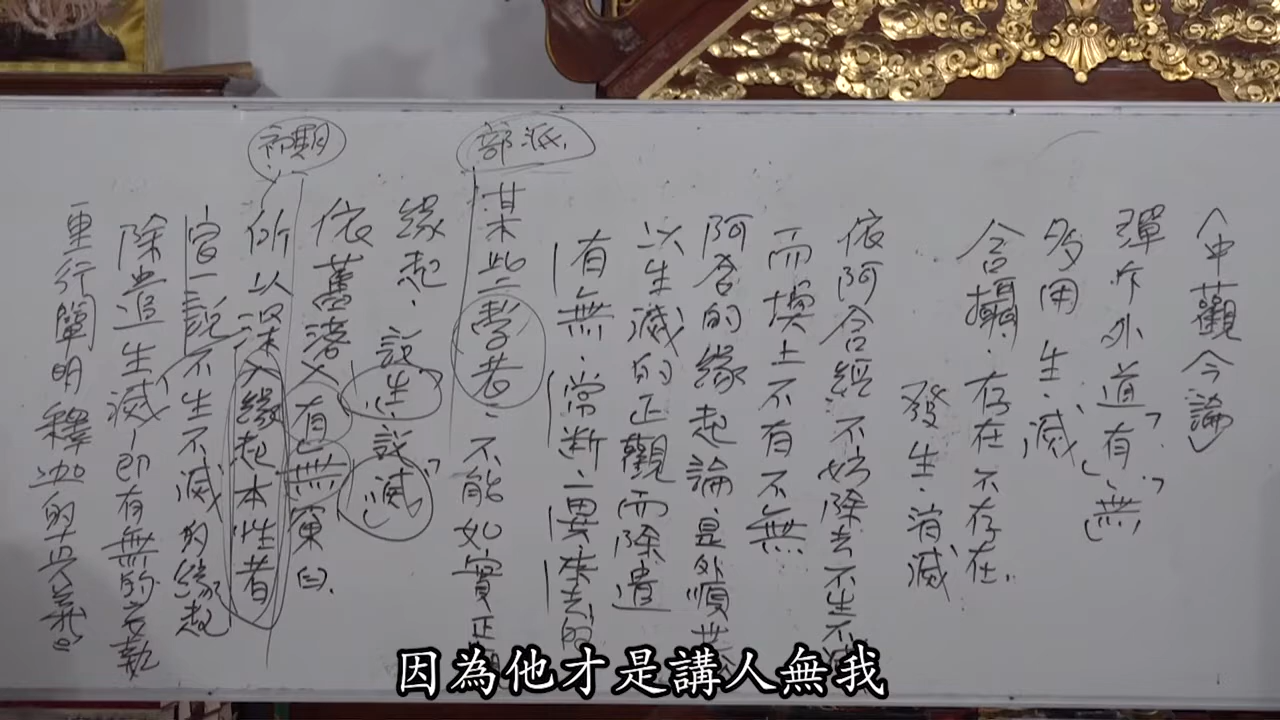 《中觀今論》
彈斥外道有「無」
多用生「滅」
含攝．存在不存在．
發生．消滅
依阿含經不妨除去不生不滅
而換上不有不無
阿含的緣起論，是外順世
以生滅的正觀而除遣
有無．常斷．一異．來去的
部派
某些學者，不能如實正
緣起．說「生」說「滅」
依舊落入有無窠臼．
初期
所以深入緣起本性者
宣說不生不滅的緣起
除遣生滅—即有無的妄執
重行闡明釋迦的真義。
因為他才是講人無我